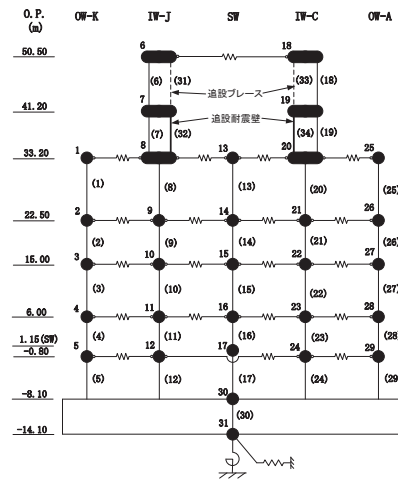 O.P. OW-K IW-J SW IW-C OW-A
(m)
6 18
50.50
(6) (31) (33) (18)
追設ブレース
7 19
41.20
追設耐震壁
(7) (32) (34) (19)
1 8 13 20 25
33.20
(1) (8) (13) (20) (25)
2 9 14 21 26
22.50
(2) (9) (14) (21) (26)
3 10 15 22 27
15.00
(3) (10) (15) (22) (27)
4 11 16 23 28
6.00
(4) (11) (16) (23) (28)
1.15(SW)
5 12 17 24 29
-0.80
(5) (12) (17) (24) (29
-8.10 30
(30)
31
-14.10